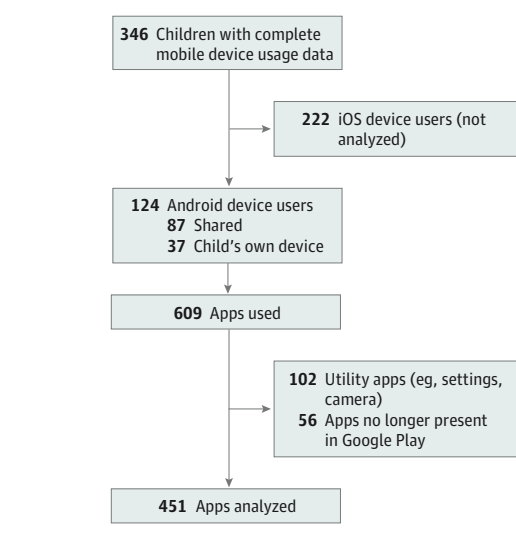 346 Children with complete
mobile device usage data
222 iOS device users (not
analyzed)
124 Android device users
87 Shared
37 Child's own device
609 Apps used
102 Utility apps (eg, settings,
camera)
56 Apps no longer present
in Google Play
451 Apps analyzed